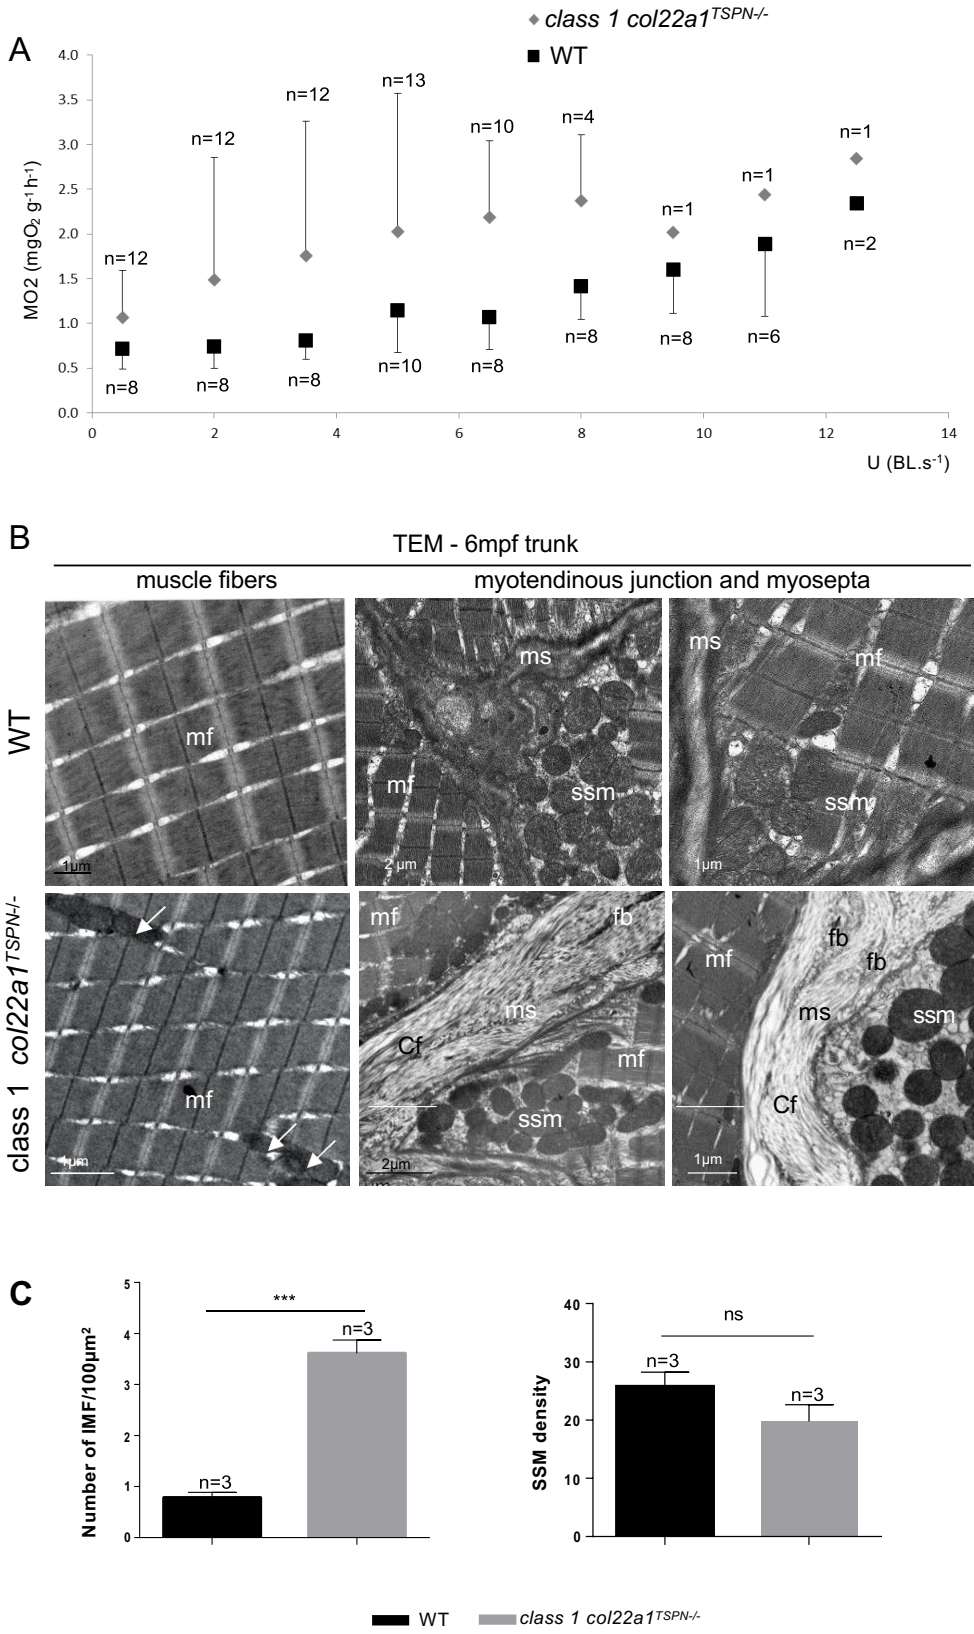 class 1 col22a1TSPN-/-
A
WT
4.0
3.5
3.0
2.5
2.0
1.5
1.0
0.5
0.0
MO2 (mgO2 g-1 h-1)
n=12
n=12
n=12
n=13
n=10
n=4
n=1
n=1
n=1
n=8
n=8
n=8
n=10
n=8
n=8
n=8
n=6
n=2
0 2 4 6 8 10 12 14
U (BL.s-1)
B
TEM - 6mpf trunk
muscle fibers myotendinous junction and myosepta
WT
mf
1µm
ms
mf
ssm
2 µm
ms
mf
ssm
1µm
class 1 col22a1TSPN-/-
mf
1µm
mf
fb
ms
Cf
mf
ssm
2µm
mf
fb
fb
ms
ssm
Cf
1µm
C
Number of IMF/100µm2
5
4
3
2
1
0
***
n=3
n=3
SSM density
40
30
20
10
0
ns
n=3
n=3
WT class 1 col22a1TSPN-/-